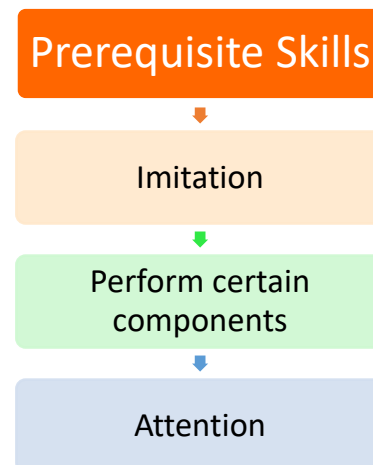 Prerequisite Skills
Imitation
Perform certain
components
Attention